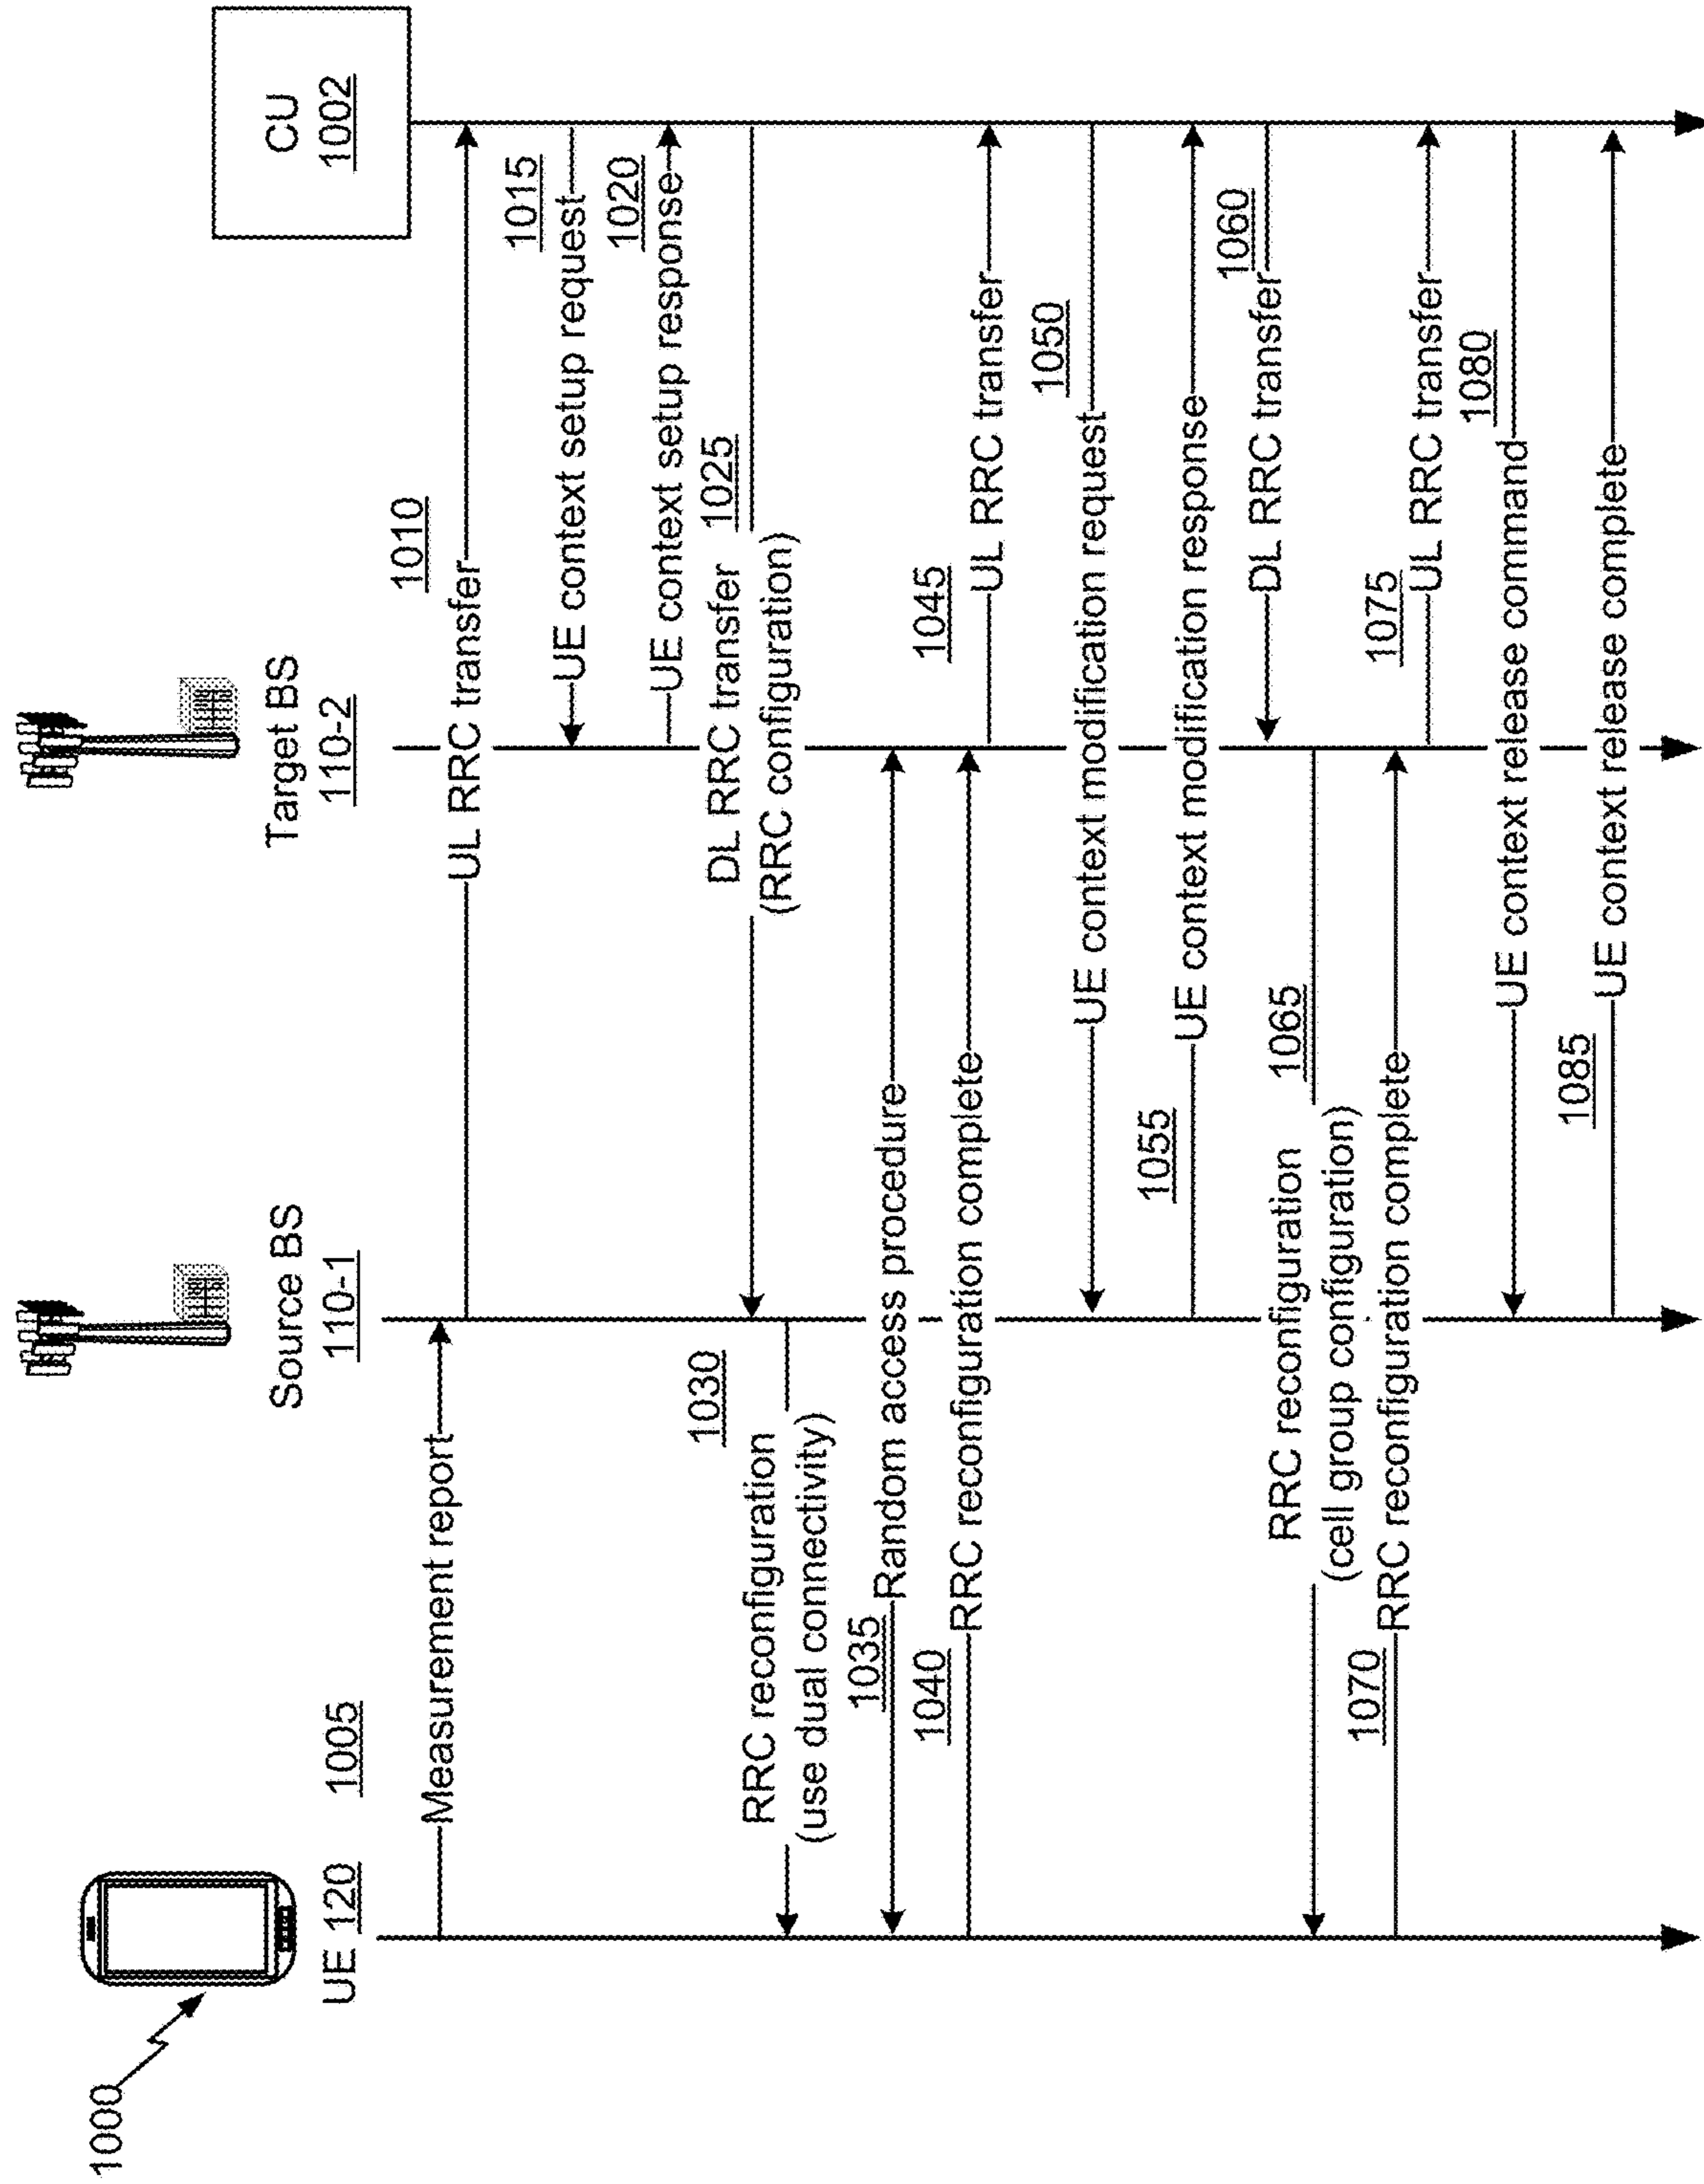 1000
UE 120
Source BS
110-1
Target BS
110-2
CU
1002
1005
Measurement report
1010
UL RRC transfer
1015
UE context setup request
1020
UE context setup response
DL RRC transfer 1025
(RRC configuration)
1030
RRC reconfiguration
(use dual connectivity)
1035
Random access procedure
1040
RRC reconfiguration complete
1045
UL RRC transfer
1050
UE context modification request
1055
UE context modification response
1060
DL RRC transfer
1065
RRC reconfiguration
(cell group configuration)
1070
RRC reconfiguration complete
1075
UL RRC transfer
1080
UE context release command
1085
UE context release complete